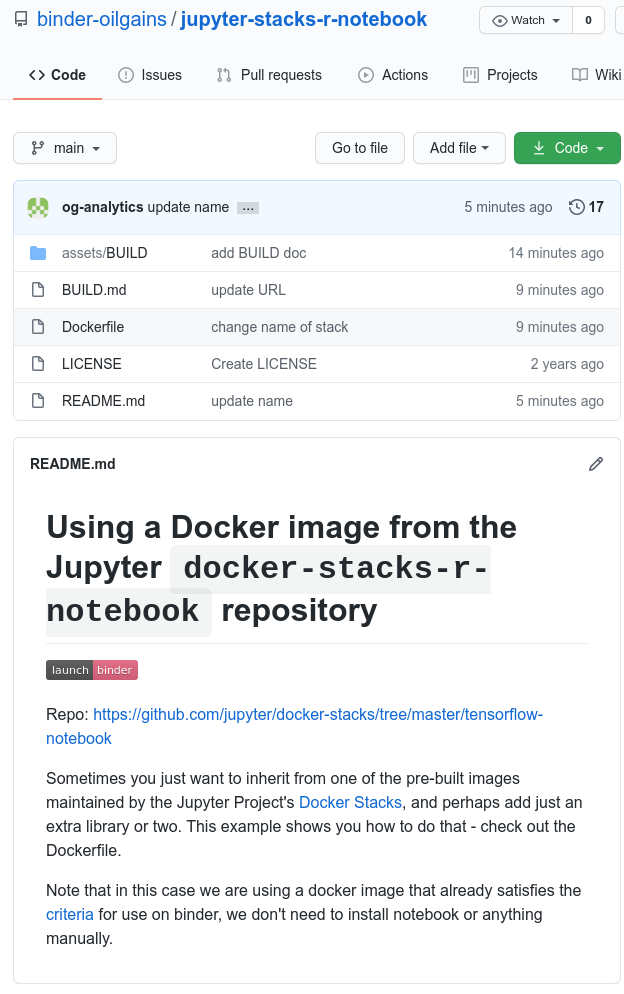 binder-oilgains / jupyter-stacks-r-notebook Watch 0
Code Issues Pull requests Actions Projects Wiki
main Go to file Add file Code
og-analytics update name ... 5 minutes ago 17
assets/BUILD add BUILD doc 14 minutes ago
BUILD.md update URL 9 minutes ago
Dockerfile change name of stack 9 minutes ago
LICENSE Create LICENSE 2 years ago
README.md update name 5 minutes ago
README.md
Using a Docker image from the
Jupyter docker-stacks-r-
notebook repository
launch binder
Repo: https://github.com/jupyter/docker-stacks/tree/master/tensorflow-
notebook
Sometimes you just want to inherit from one of the pre-built images
maintained by the Jupyter Project's Docker Stacks, and perhaps add just an
extra library or two. This example shows you how to do that - check out the
Dockerfile.
Note that in this case we are using a docker image that already satisfies the
criteria for use on binder, we don't need to install notebook or anything
manually.